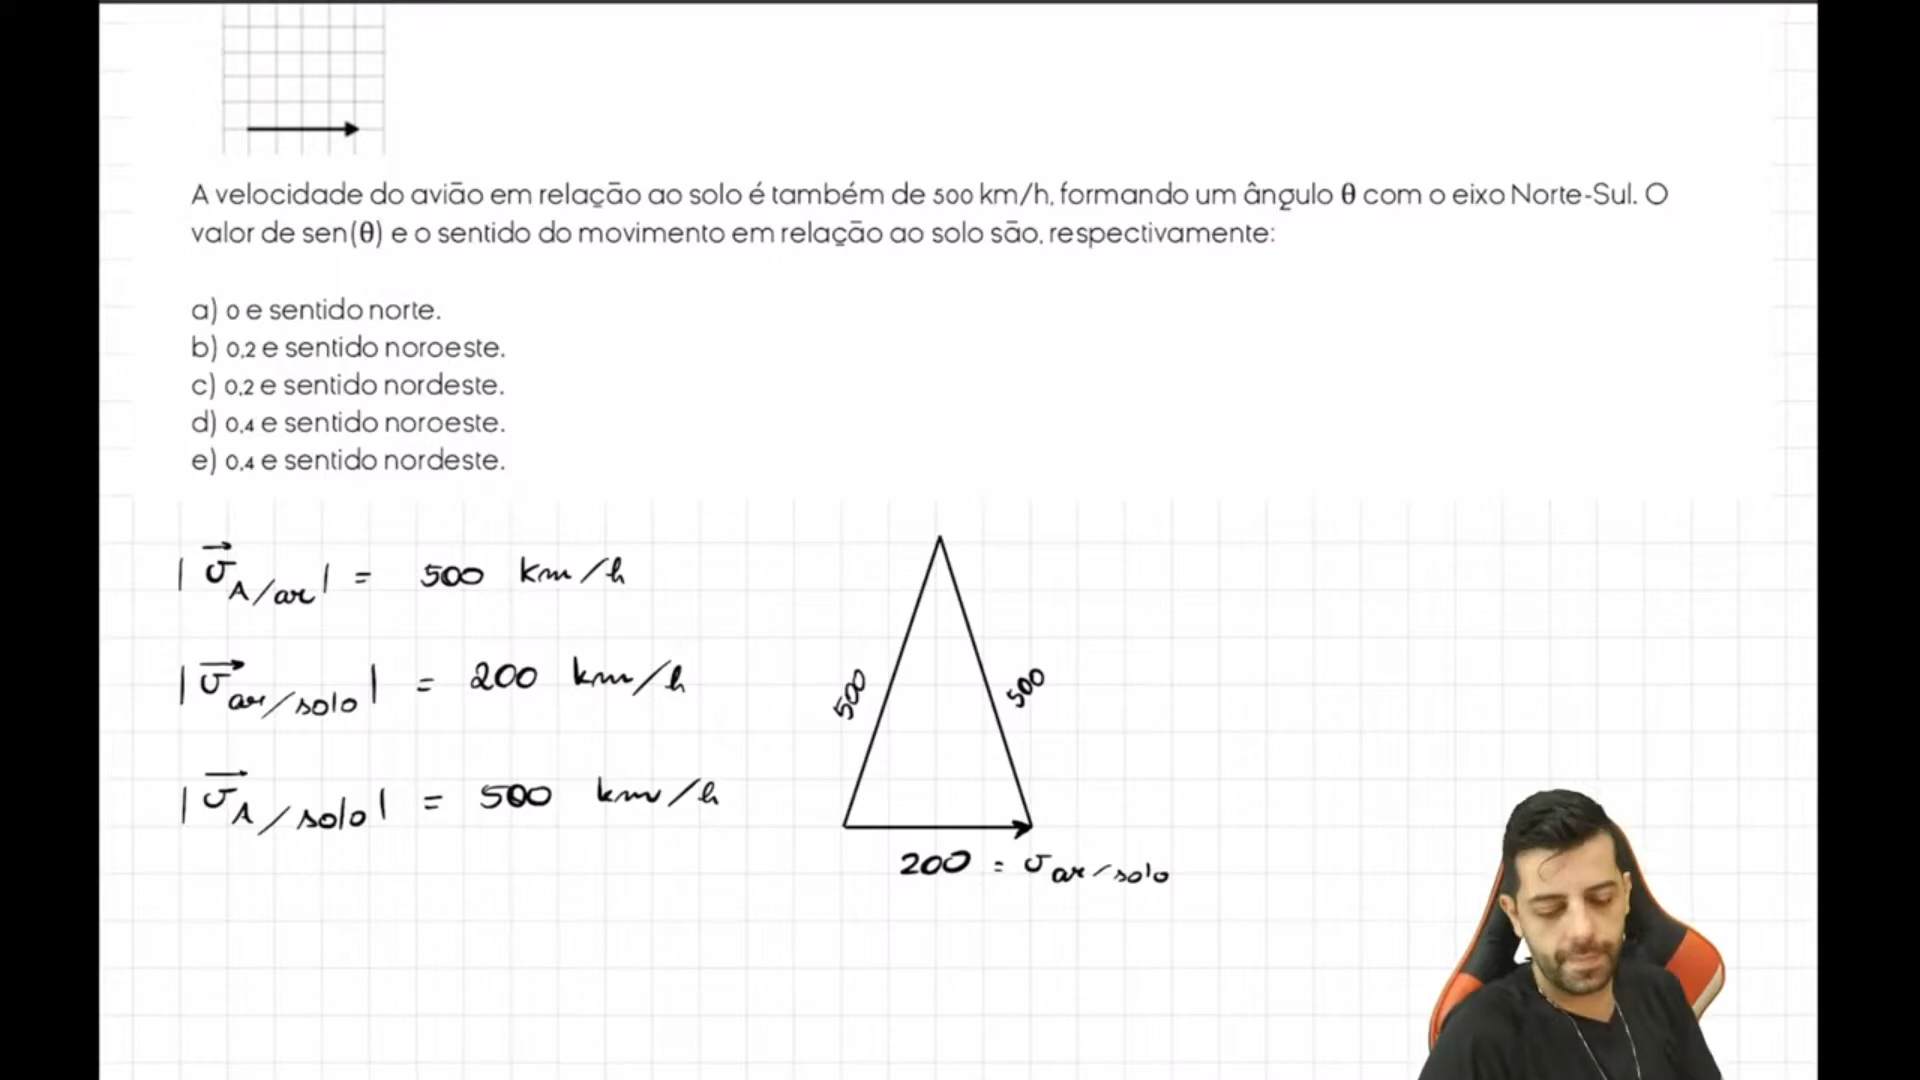 A velocidade do avião em relação ao solo é também de 500 km/h, formando um ângulo θ com o eixo Norte-Sul. O
valor de sen(θ) e o sentido do movimento em relação ao solo são, respectivamente:
a) 0 e sentido norte.
b) 0,2 e sentido noroeste.
c) 0,2 e sentido nordeste.
d) 0,4 e sentido noroeste.
e) 0,4 e sentido nordeste.
|v⃗ A/ar| = 500 km/h
|v⃗ ar/solo| = 200 km/h
|v⃗ A/solo| = 500 km/h
500
500
200 = v ar/solo